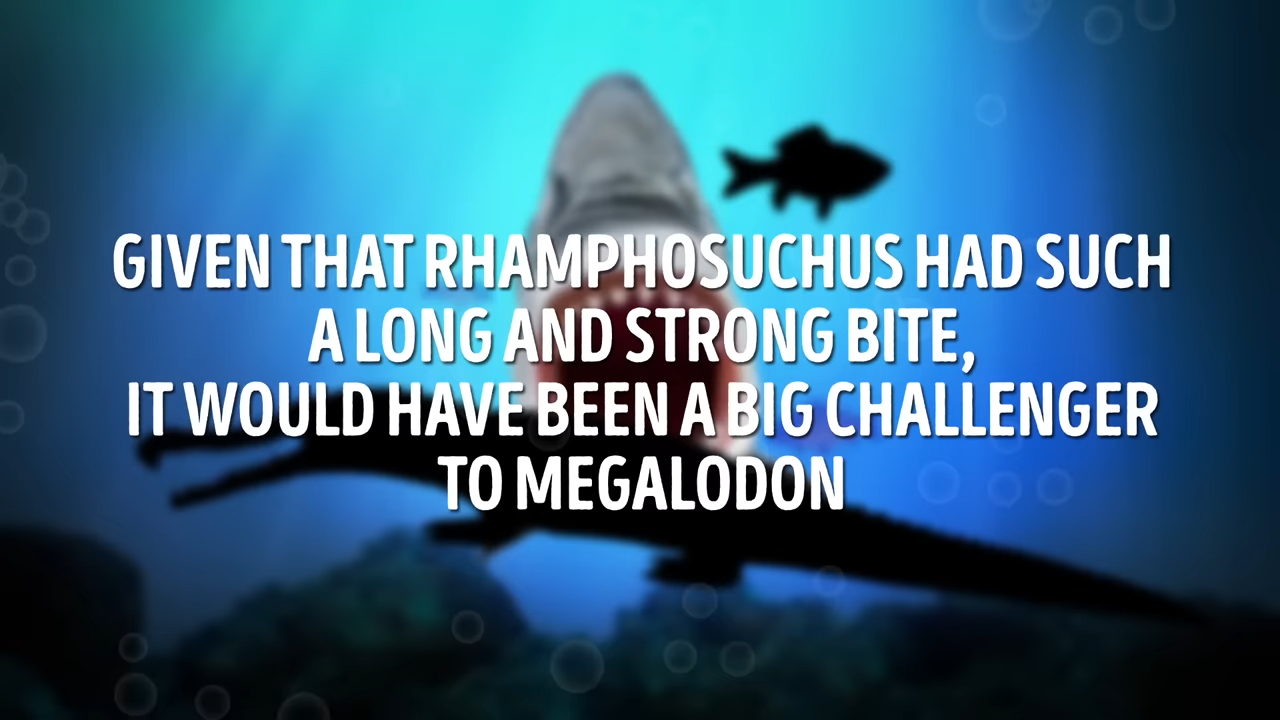 GIVEN THAT RHAMPHOSUCHUS HAD SUCH
A LONG AND STRONG BITE,
IT WOULD HAVE BEEN A BIG CHALLENGER
TO MEGALODON